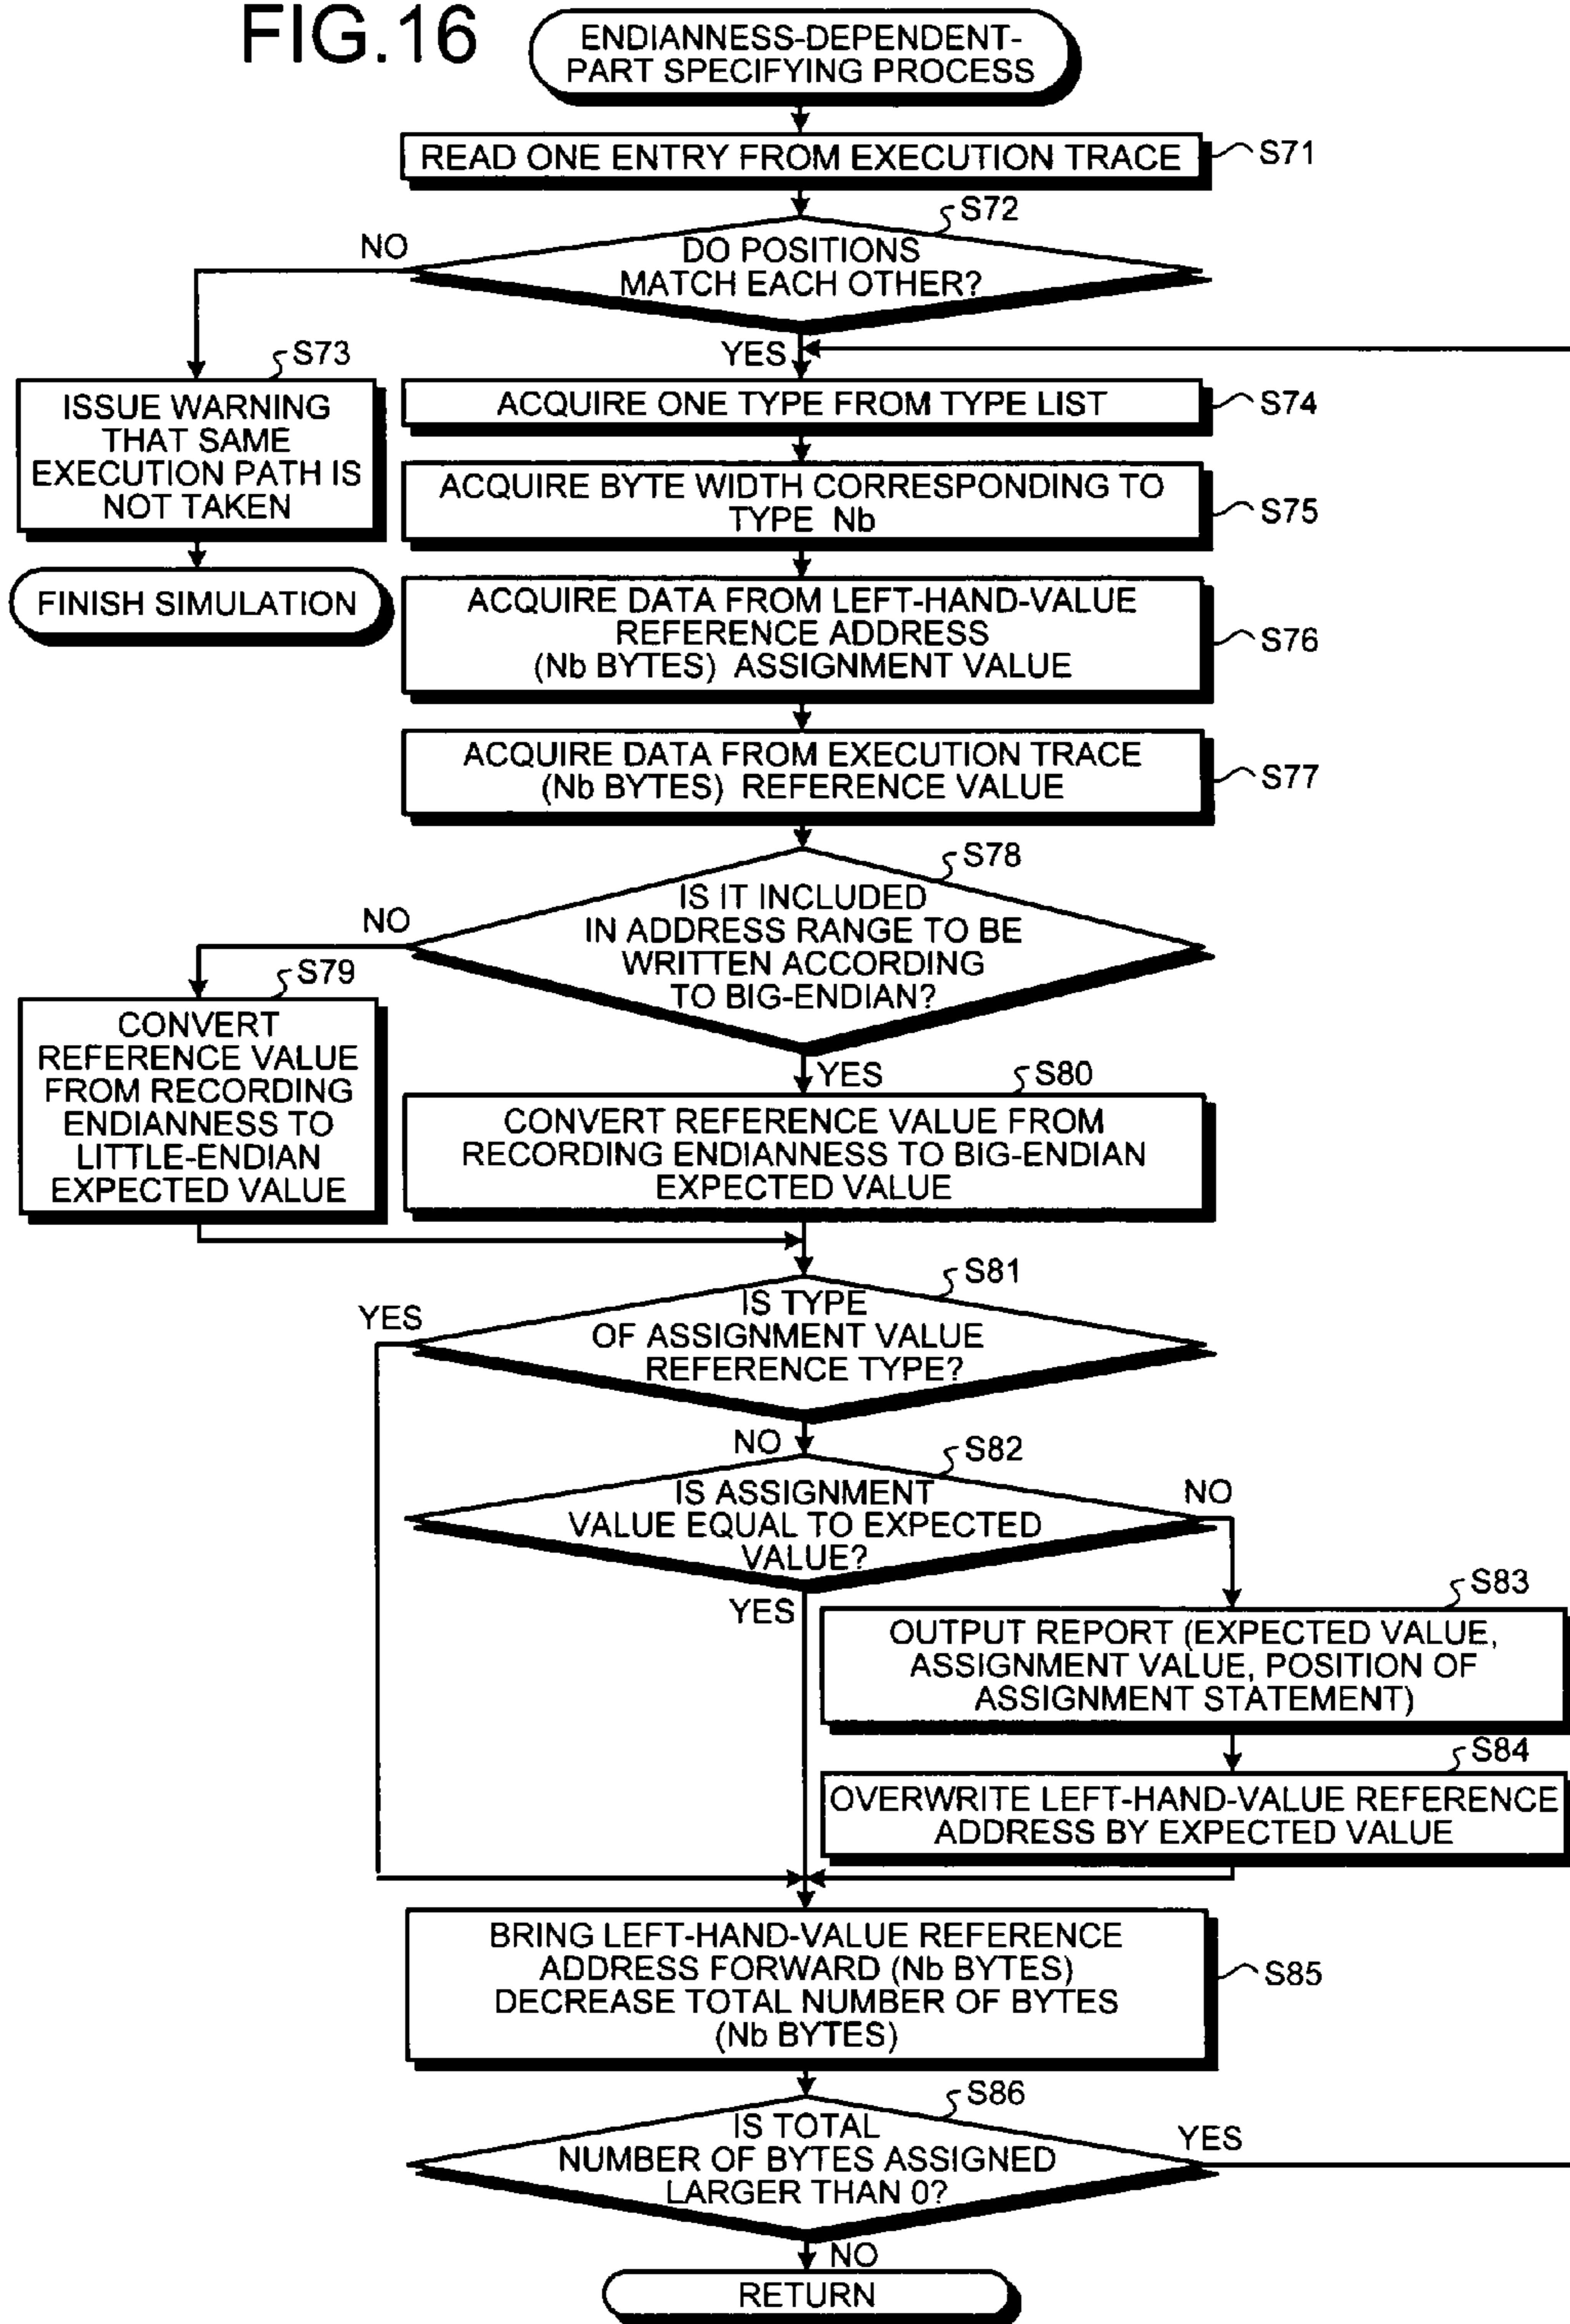 FIG.16
ENDIANNESS-DEPENDENT-
PART SPECIFYING PROCESS
READ ONE ENTRY FROM EXECUTION TRACE
S71
S72
DO POSITIONS
MATCH EACH OTHER?
NO
YES
S73
ISSUE WARNING
THAT SAME
EXECUTION PATH IS
NOT TAKEN
FINISH SIMULATION
ACQUIRE ONE TYPE FROM TYPE LIST
S74
ACQUIRE BYTE WIDTH CORRESPONDING TO
TYPE Nb
S75
ACQUIRE DATA FROM LEFT-HAND-VALUE
REFERENCE ADDRESS
(Nb BYTES) ASSIGNMENT VALUE
S76
ACQUIRE DATA FROM EXECUTION TRACE
(Nb BYTES) REFERENCE VALUE
S77
S78
IS IT INCLUDED
IN ADDRESS RANGE TO BE
WRITTEN ACCORDING
TO BIG-ENDIAN?
NO
YES
S79
CONVERT
REFERENCE VALUE
FROM RECORDING
ENDIANNESS TO
LITTLE-ENDIAN
EXPECTED VALUE
S80
CONVERT REFERENCE VALUE FROM
RECORDING ENDIANNESS TO BIG-ENDIAN
EXPECTED VALUE
S81
IS TYPE
OF ASSIGNMENT VALUE
REFERENCE TYPE?
YES
NO
S82
IS ASSIGNMENT
VALUE EQUAL TO EXPECTED
VALUE?
NO
YES
S83
OUTPUT REPORT (EXPECTED VALUE,
ASSIGNMENT VALUE, POSITION OF
ASSIGNMENT STATEMENT)
S84
OVERWRITE LEFT-HAND-VALUE REFERENCE
ADDRESS BY EXPECTED VALUE
BRING LEFT-HAND-VALUE REFERENCE
ADDRESS FORWARD (Nb BYTES)
DECREASE TOTAL NUMBER OF BYTES
(Nb BYTES)
S85
S86
IS TOTAL
NUMBER OF BYTES ASSIGNED
LARGER THAN 0?
YES
NO
RETURN